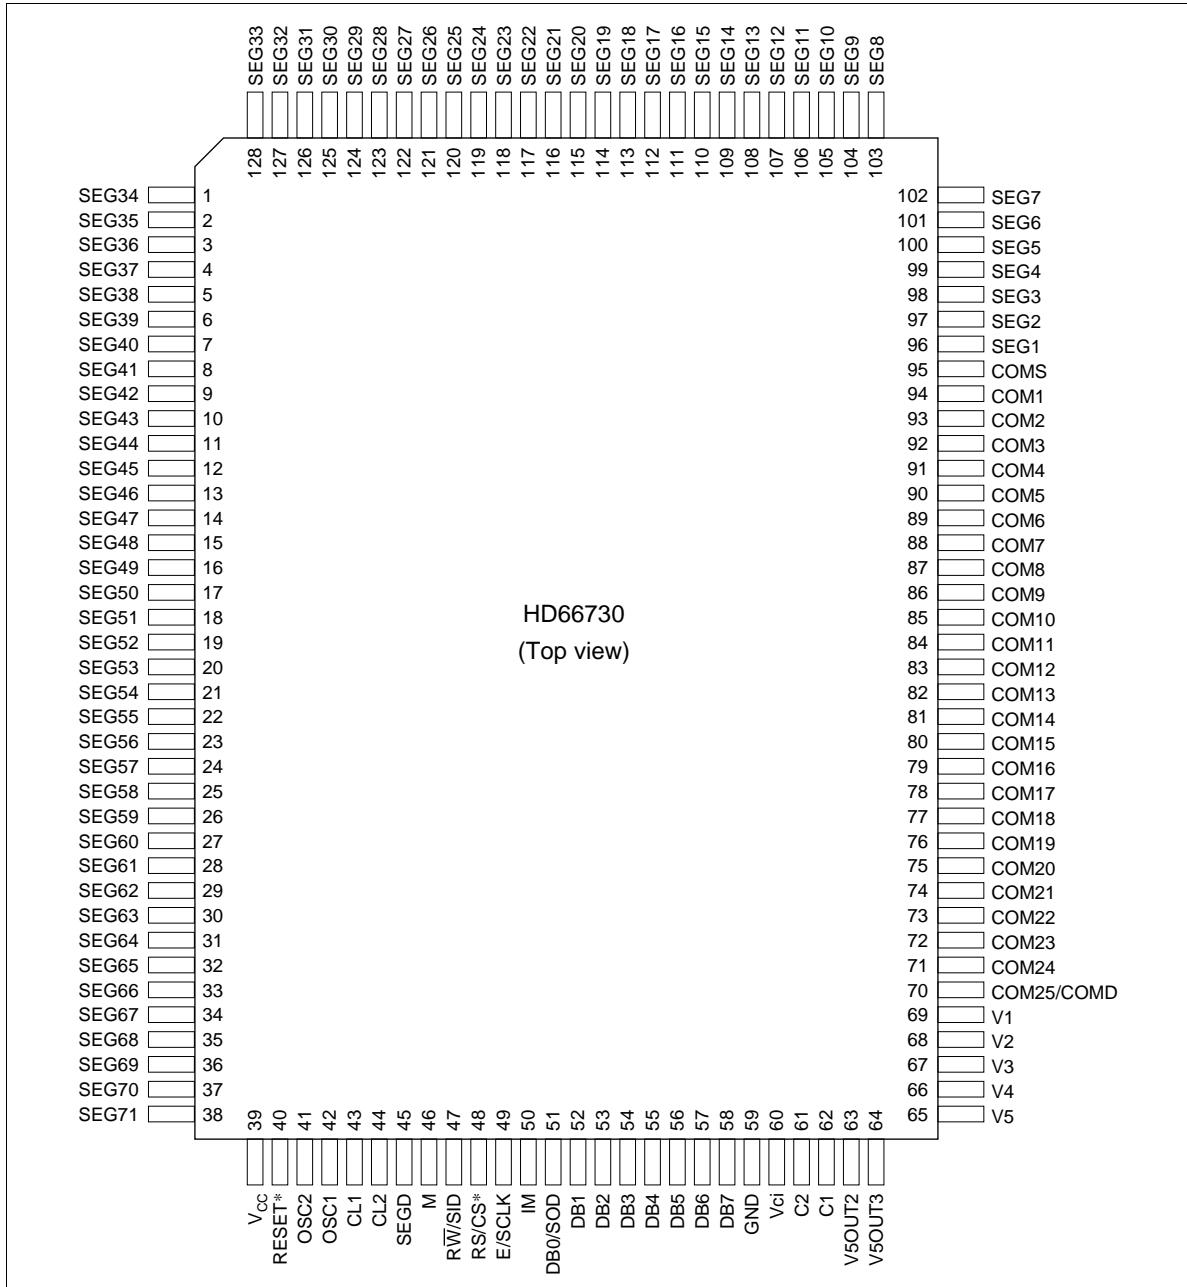 SEG33 SEG32 SEG31 SEG30 SEG29 SEG28 SEG27 SEG26 SEG25 SEG24 SEG23 SEG22 SEG21 SEG20 SEG19 SEG18 SEG17 SEG16 SEG15 SEG14 SEG13 SEG12 SEG11 SEG10 SEG9 SEG8
128 127 126 125 124 123 122 121 120 119 118 117 116 115 114 113 112 111 110 109 108 107 106 105 104 103
SEG34 1 102 SEG7
SEG35 2 101 SEG6
SEG36 3 100 SEG5
SEG37 4 99 SEG4
SEG38 5 98 SEG3
SEG39 6 97 SEG2
SEG40 7 96 SEG1
SEG41 8 95 COMS
SEG42 9 94 COM1
SEG43 10 93 COM2
SEG44 11 92 COM3
SEG45 12 91 COM4
SEG46 13 90 COM5
SEG47 14 89 COM6
SEG48 15 88 COM7
SEG49 16 87 COM8
SEG50 17 86 COM9
SEG51 18 85 COM10
SEG52 19 84 COM11
SEG53 20 83 COM12
SEG54 21 82 COM13
SEG55 22 81 COM14
SEG56 23 80 COM15
SEG57 24 79 COM16
SEG58 25 78 COM17
SEG59 26 77 COM18
SEG60 27 76 COM19
SEG61 28 75 COM20
SEG62 29 74 COM21
SEG63 30 73 COM22
SEG64 31 72 COM23
SEG65 32 71 COM24
SEG66 33 70 COM25/COMD
SEG67 34 69 V1
SEG68 35 68 V2
SEG69 36 67 V3
SEG70 37 66 V4
SEG71 38 65 V5
HD66730
(Top view)
39 40 41 42 43 44 45 46 47 48 49 50 51 52 53 54 55 56 57 58 59 60 61 62 63 64
VCC RESET* OSC2 OSC1 CL1 CL2 SEGD M RW̅/SID RS/CS* E/SCLK IM DB0/SOD DB1 DB2 DB3 DB4 DB5 DB6 DB7 GND Vci C2 C1 V5OUT2 V5OUT3